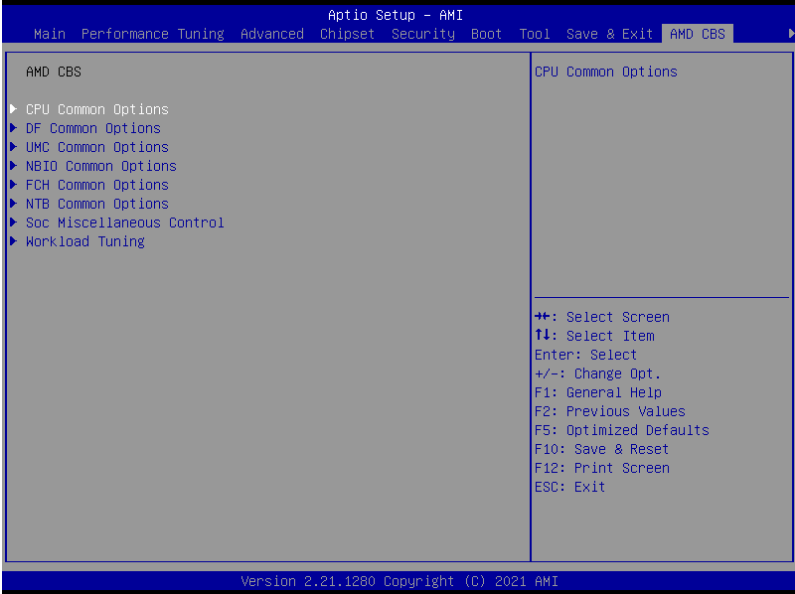 Aptio Setup – AMI
Main Performance Tuning Advanced Chipset Security Boot Tool Save & Exit AMD CBS
AMD CBS
CPU Common Options
DF Common Options
UMC Common Options
NBIO Common Options
FCH Common Options
NTB Common Options
Soc Miscellaneous Control
Workload Tuning
CPU Common Options
→←: Select Screen
↑↓: Select Item
Enter: Select
+/-: Change Opt.
F1: General Help
F2: Previous Values
F5: Optimized Defaults
F10: Save & Reset
F12: Print Screen
ESC: Exit
Version 2.21.1280 Copyright (C) 2021 AMI